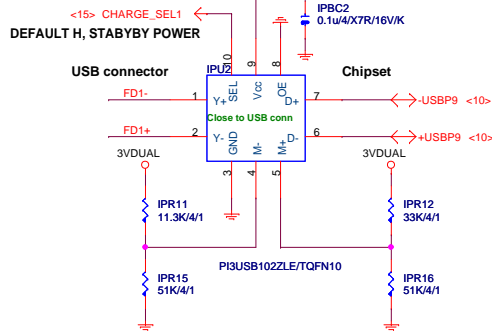 IPBC2
0.1u/4/X7R/16V/K
<15> CHARGE_SEL1
DEFAULT H, STABYBY POWER
USB connector
IPU2
10 9 8
Chipset
SEL Vcc OE
FD1- 1 Y+ D+ 7 -USBP9 <10>
Close to USB conn
FD1+ 2 Y- D- 6 +USBP9 <10>
GND M- M+
3 4 5
3VDUAL 3VDUAL
IPR11
11.3K/4/1
IPR12
33K/4/1
PI3USB102ZLE/TQFN10
IPR15
51K/4/1
IPR16
51K/4/1